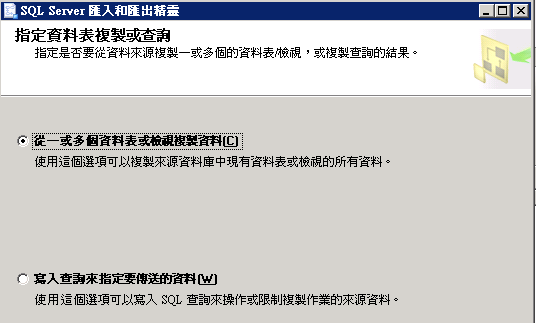 SQL Server 匯入和匯出精靈
指定資料表複製或查詢
指定是否要從資料來源複製一或多個的資料表/檢視，或複製查詢的結果。
從一或多個資料表或檢視複製資料(C)
使用這個選項可以複製來源資料庫中現有資料表或檢視的所有資料。
寫入查詢來指定要傳送的資料(W)
使用這個選項可以寫入 SQL 查詢來操作或限制複製作業的來源資料。